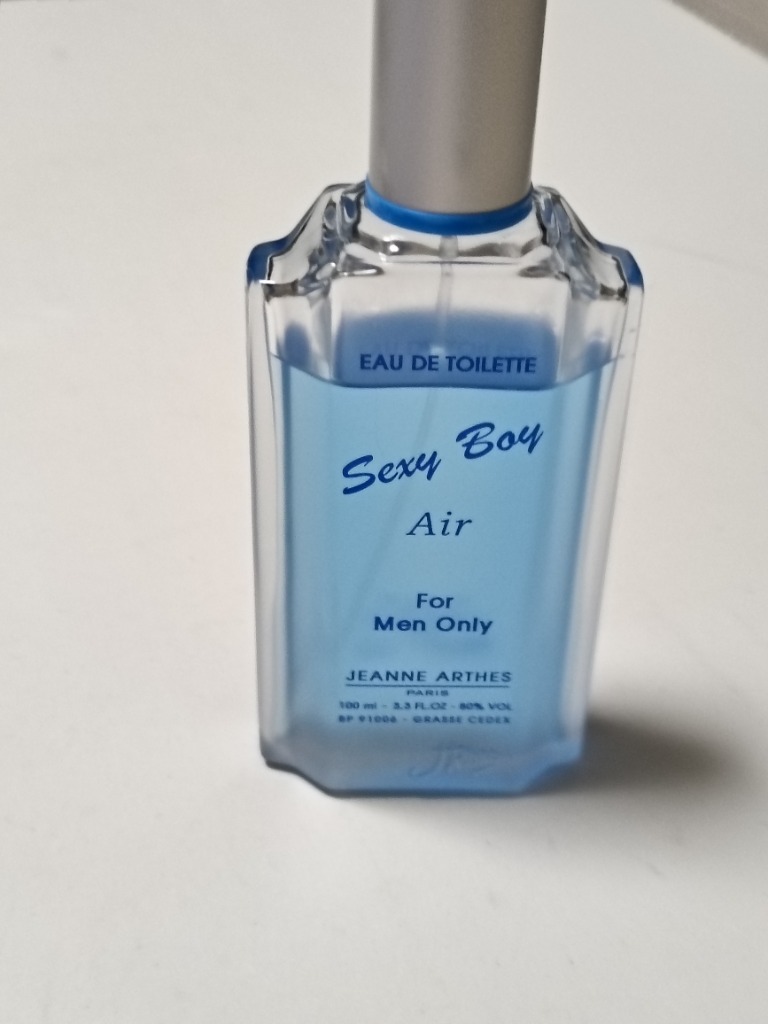 EAU DE TOILETTE
Sexy Boy
Air
For
Men Only
JEANNE ARTHES
PARIS
100 ml - 3,3 FL.OZ - 80% VOL
BP 91006 - GRASSE CEDEX